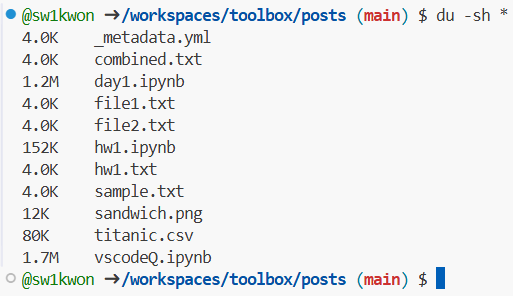 @sw1kwon ➜/workspaces/toolbox/posts (main) $ du -sh *
4.0K    _metadata.yml
4.0K    combined.txt
1.2M    day1.ipynb
4.0K    file1.txt
4.0K    file2.txt
152K    hw1.ipynb
4.0K    hw1.txt
4.0K    sample.txt
12K     sandwich.png
80K     titanic.csv
1.7M    vscodeQ.ipynb
@sw1kwon ➜/workspaces/toolbox/posts (main) $